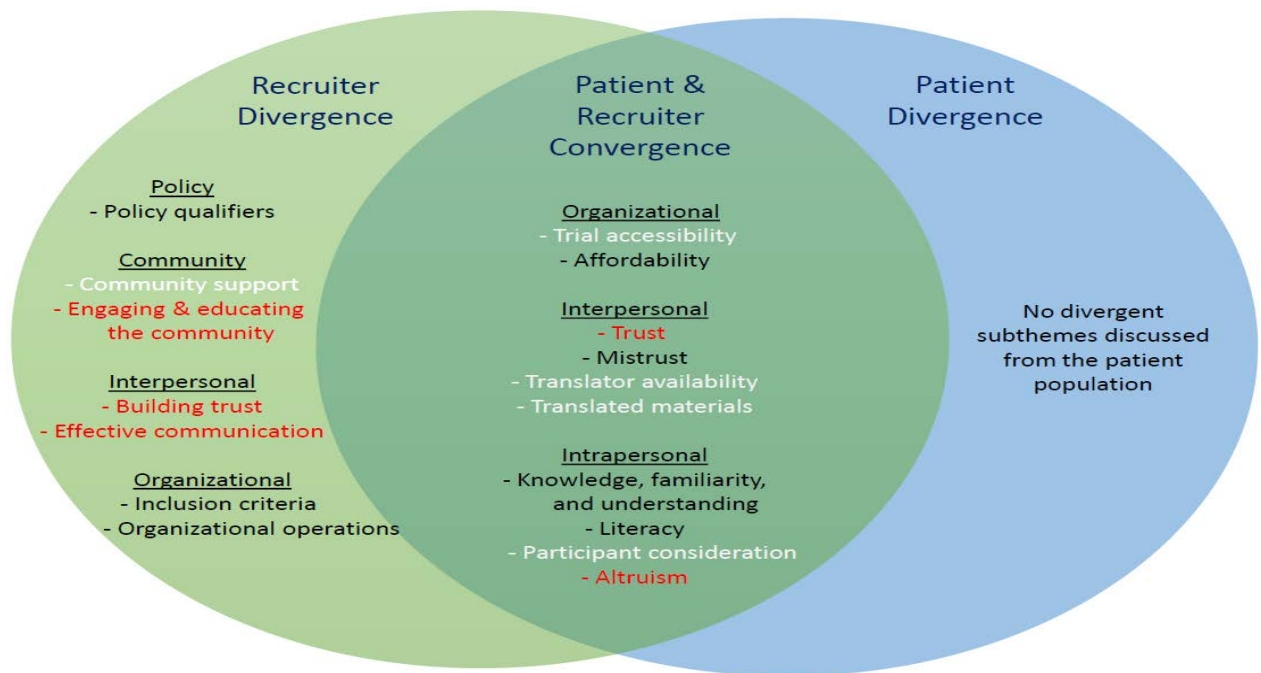 Recruiter
Divergence
Policy
- Policy qualifiers
Community
- Community support
- Engaging & educating
the community
Interpersonal
- Building trust
- Effective communication
Organizational
- Inclusion criteria
- Organizational operations
Patient &
Recruiter
Convergence
Organizational
- Trial accessibility
- Affordability
Interpersonal
- Trust
- Mistrust
- Translator availability
- Translated materials
Intrapersonal
- Knowledge, familiarity,
and understanding
- Literacy
- Participant consideration
- Altruism
Patient
Divergence
No divergent
subthemes discussed
from the patient
population